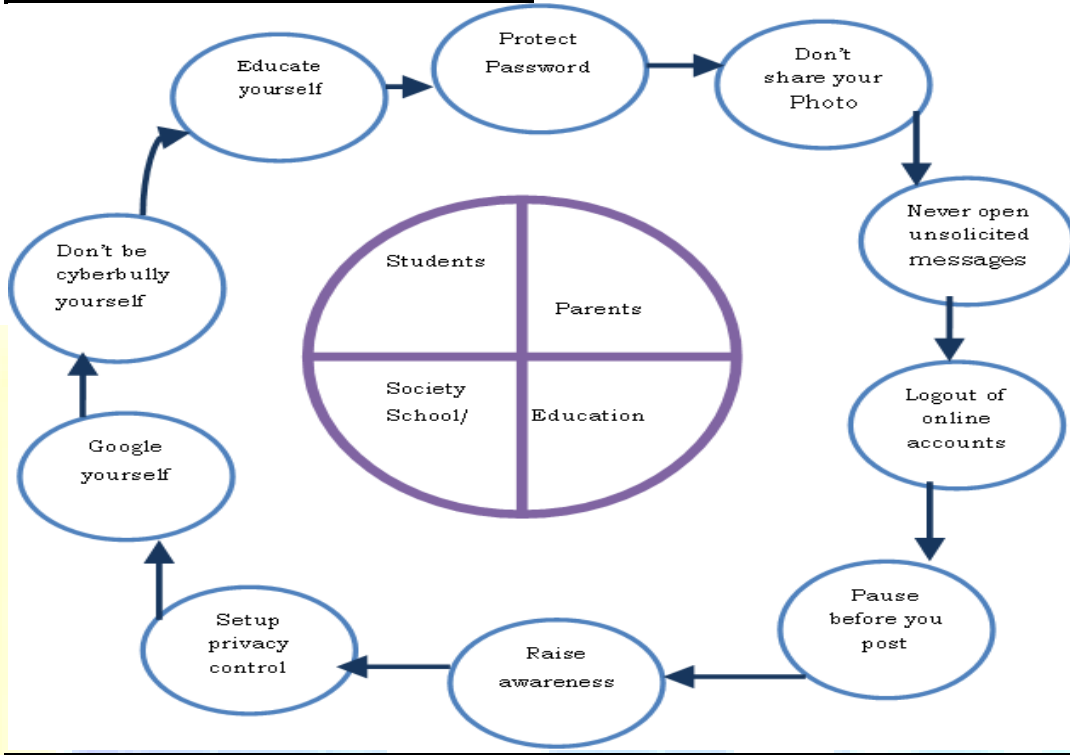 Educate
yourself
Protect
Password
Don't
share your
Photo
Never open
unsolicited
messages
Logout of
online
accounts
Pause
before you
post
Raise
awareness
Setup
privacy
control
Google
yourself
Don't be
cyberbully
yourself
Students
Parents
Society
School/
Education